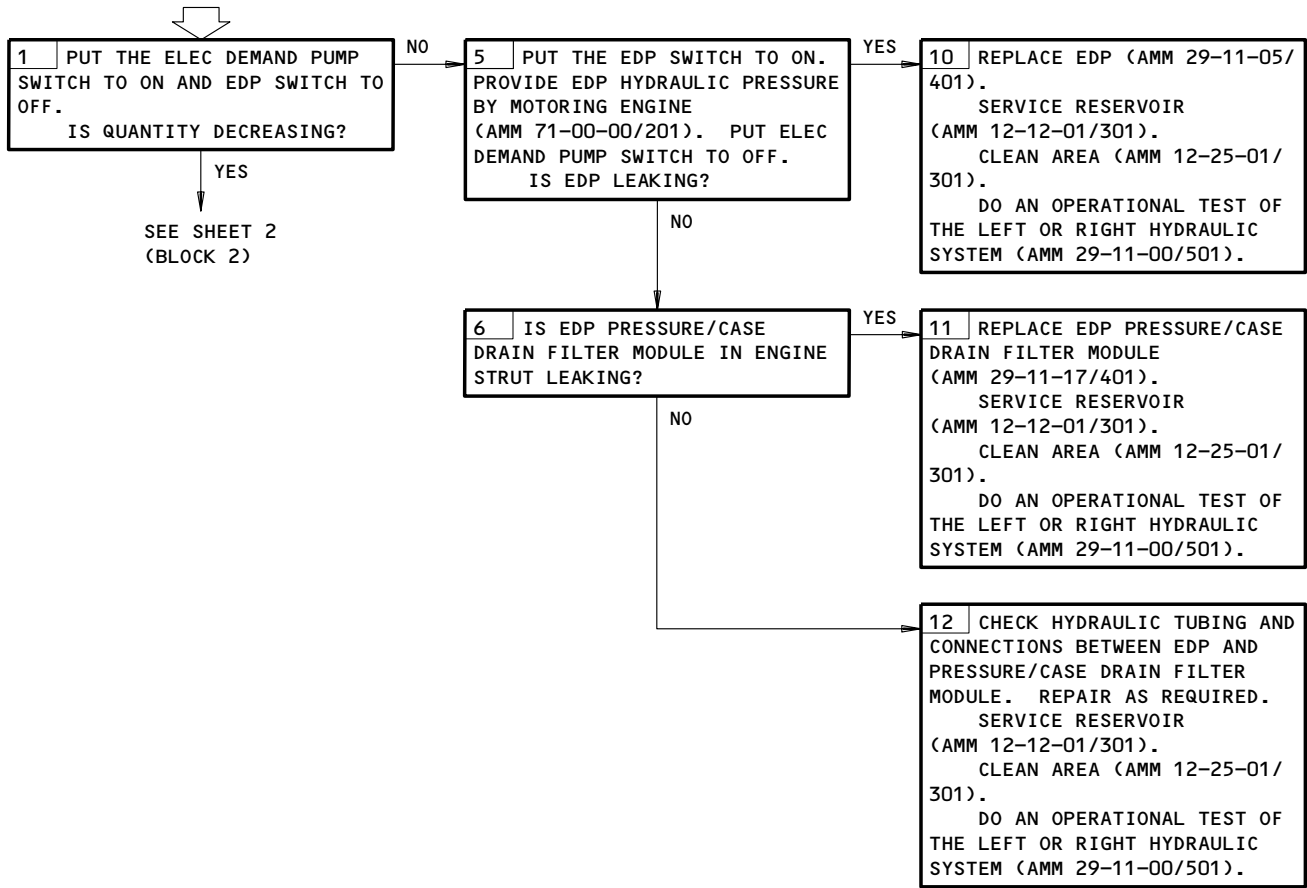 1 PUT THE ELEC DEMAND PUMP
SWITCH TO ON AND EDP SWITCH TO
OFF.
IS QUANTITY DECREASING?
NO
YES
SEE SHEET 2
(BLOCK 2)
5 PUT THE EDP SWITCH TO ON.
PROVIDE EDP HYDRAULIC PRESSURE
BY MOTORING ENGINE
(AMM 71-00-00/201). PUT ELEC
DEMAND PUMP SWITCH TO OFF.
IS EDP LEAKING?
YES
NO
10 REPLACE EDP (AMM 29-11-05/
401).
SERVICE RESERVOIR
(AMM 12-12-01/301).
CLEAN AREA (AMM 12-25-01/
301).
DO AN OPERATIONAL TEST OF
THE LEFT OR RIGHT HYDRAULIC
SYSTEM (AMM 29-11-00/501).
6 IS EDP PRESSURE/CASE
DRAIN FILTER MODULE IN ENGINE
STRUT LEAKING?
YES
NO
11 REPLACE EDP PRESSURE/CASE
DRAIN FILTER MODULE
(AMM 29-11-17/401).
SERVICE RESERVOIR
(AMM 12-12-01/301).
CLEAN AREA (AMM 12-25-01/
301).
DO AN OPERATIONAL TEST OF
THE LEFT OR RIGHT HYDRAULIC
SYSTEM (AMM 29-11-00/501).
12 CHECK HYDRAULIC TUBING AND
CONNECTIONS BETWEEN EDP AND
PRESSURE/CASE DRAIN FILTER
MODULE. REPAIR AS REQUIRED.
SERVICE RESERVOIR
(AMM 12-12-01/301).
CLEAN AREA (AMM 12-25-01/
301).
DO AN OPERATIONAL TEST OF
THE LEFT OR RIGHT HYDRAULIC
SYSTEM (AMM 29-11-00/501).